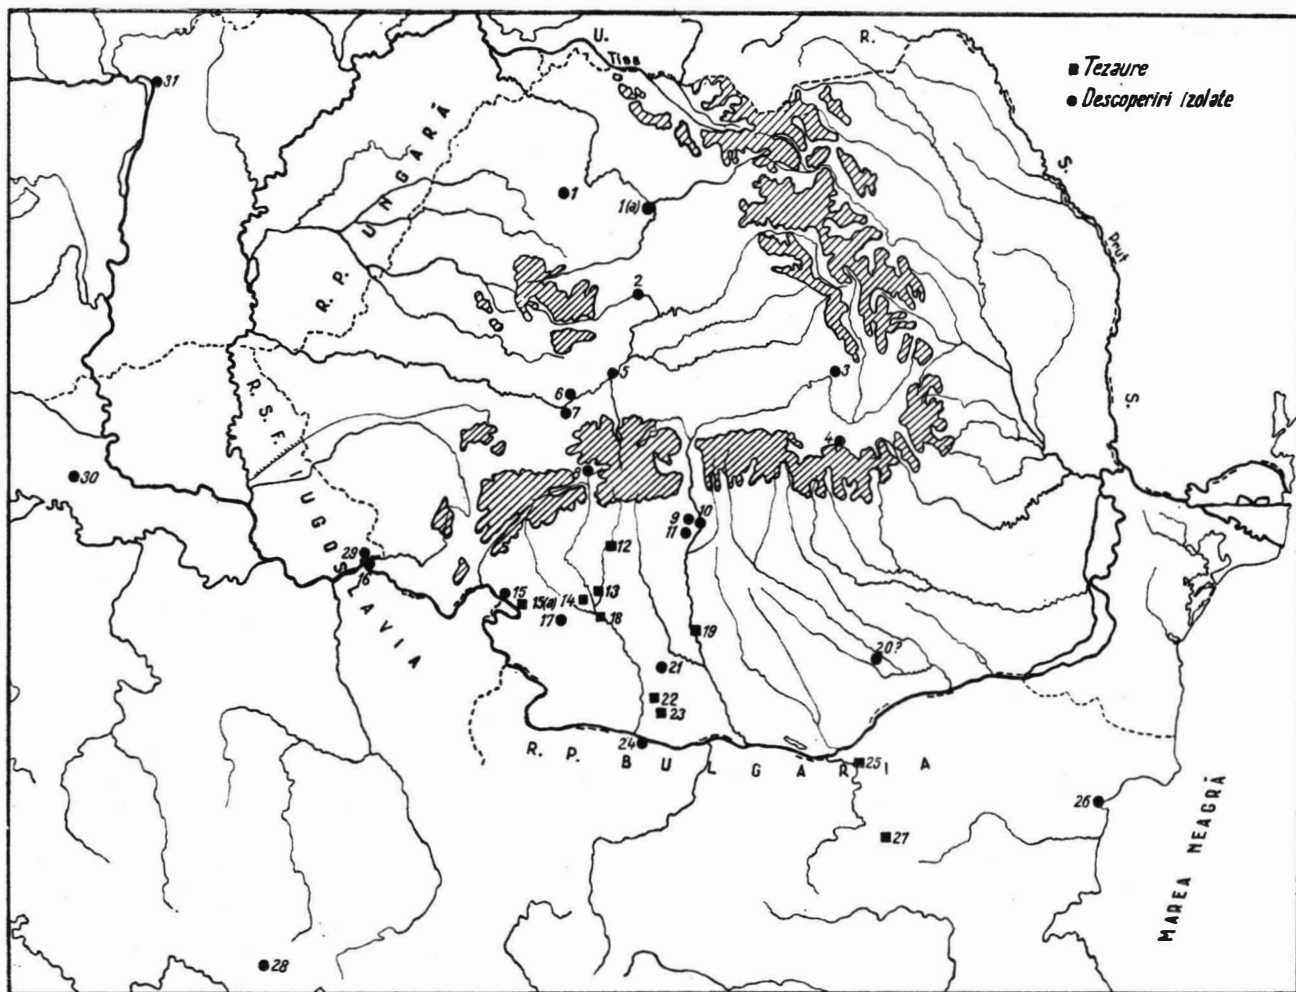 U. R. S. S.
Tisa
■ Tezaure
● Descoperiri izolate
31
R. P. UNGARĂ
1
1(a)
Prut
2
3
5
6
7
R. S. F. IUGOSLAVIA
4
8
30
9
10
11
12
29
16
15
15(a)
14
13
17
18
19
20?
21
22
23
24
R. P. BULGARIA
25
26
27
MAREA NEAGRĂ
28